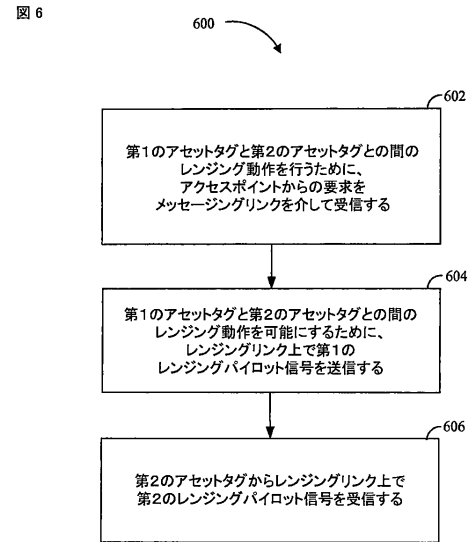 図 6
600
602
第1のアセットタグと第2のアセットタグとの間の
レンジング動作を行うために、
アクセスポイントからの要求を
メッセージングリンクを介して受信する
604
第1のアセットタグと第2のアセットタグとの間の
レンジング動作を可能にするために、
レンジングリンク上で第1の
レンジングパイロット信号を送信する
606
第2のアセットタグからレンジングリンク上で
第2のレンジングパイロット信号を受信する